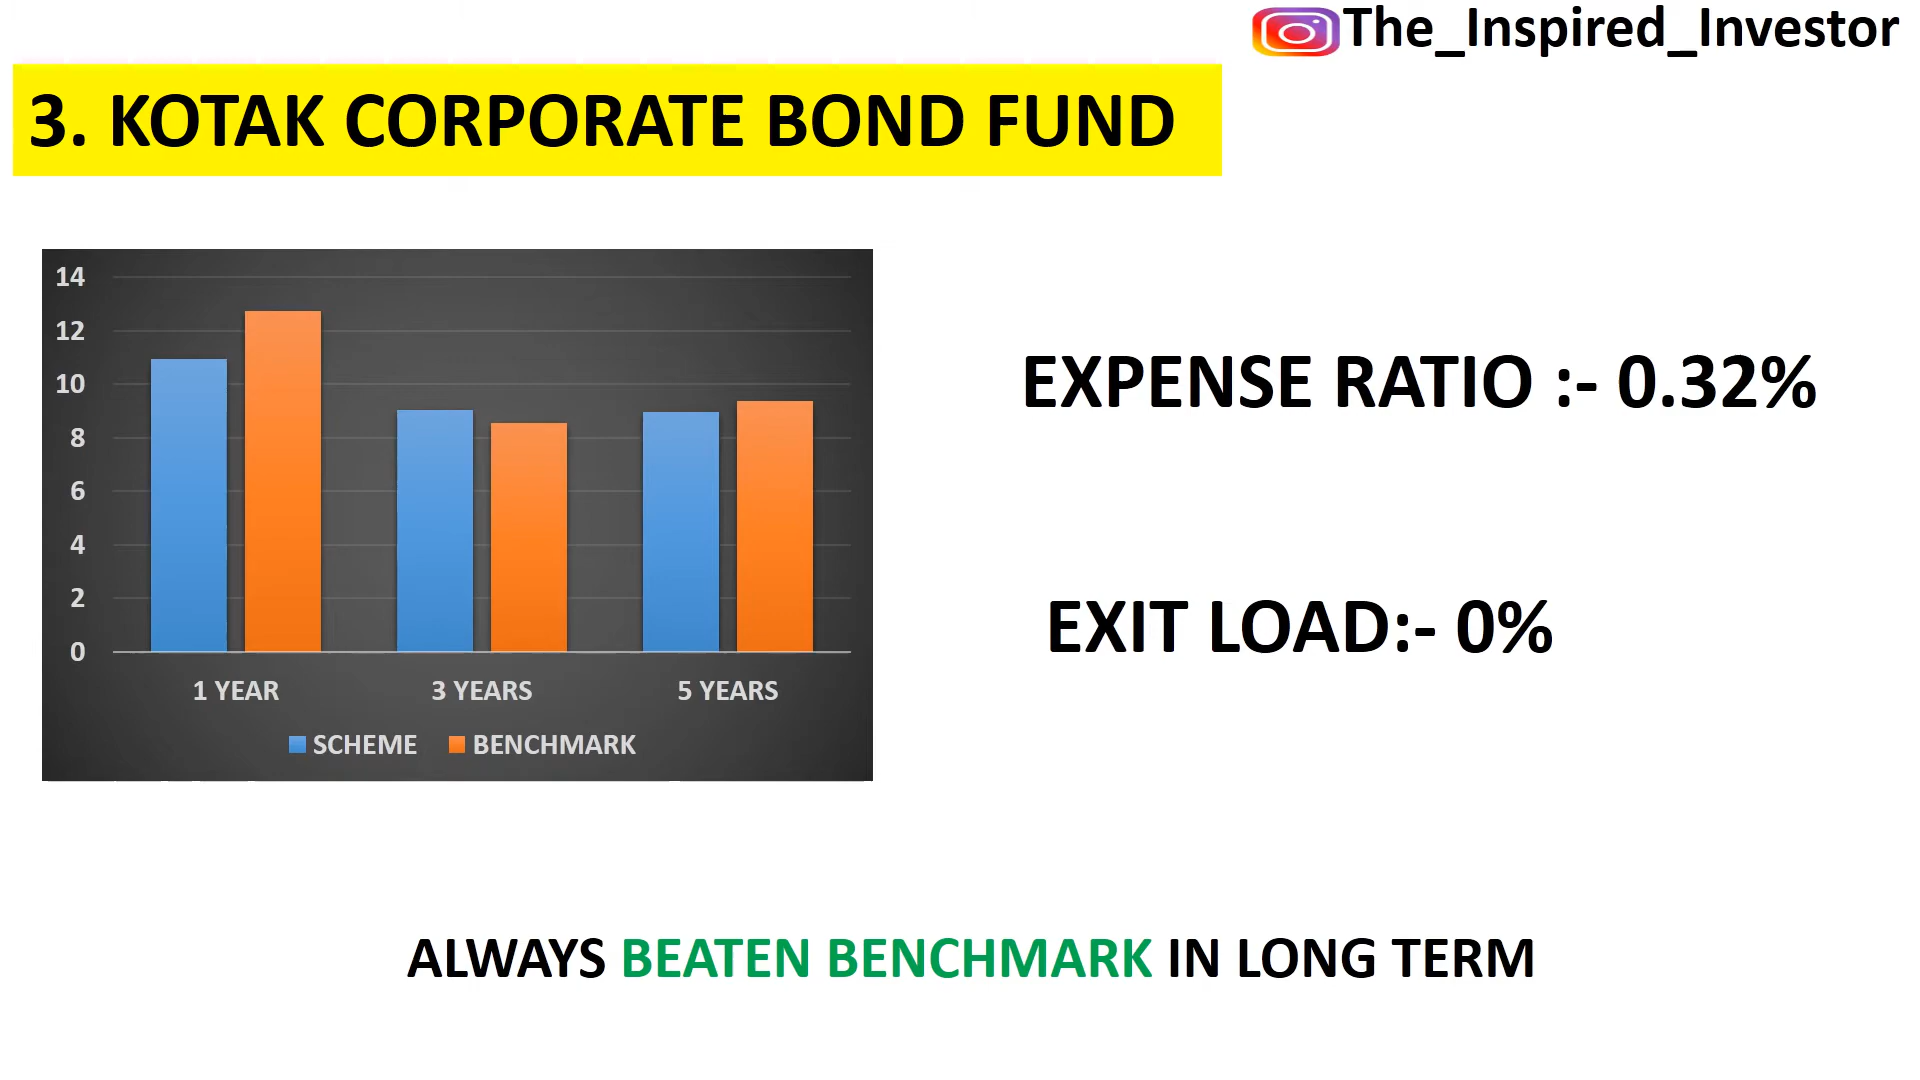 The_Inspired_Investor
3. KOTAK CORPORATE BOND FUND
14
12
10
8
6
4
2
0
1 YEAR 3 YEARS 5 YEARS
SCHEME BENCHMARK
EXPENSE RATIO :- 0.32%
EXIT LOAD:- 0%
ALWAYS BEATEN BENCHMARK IN LONG TERM